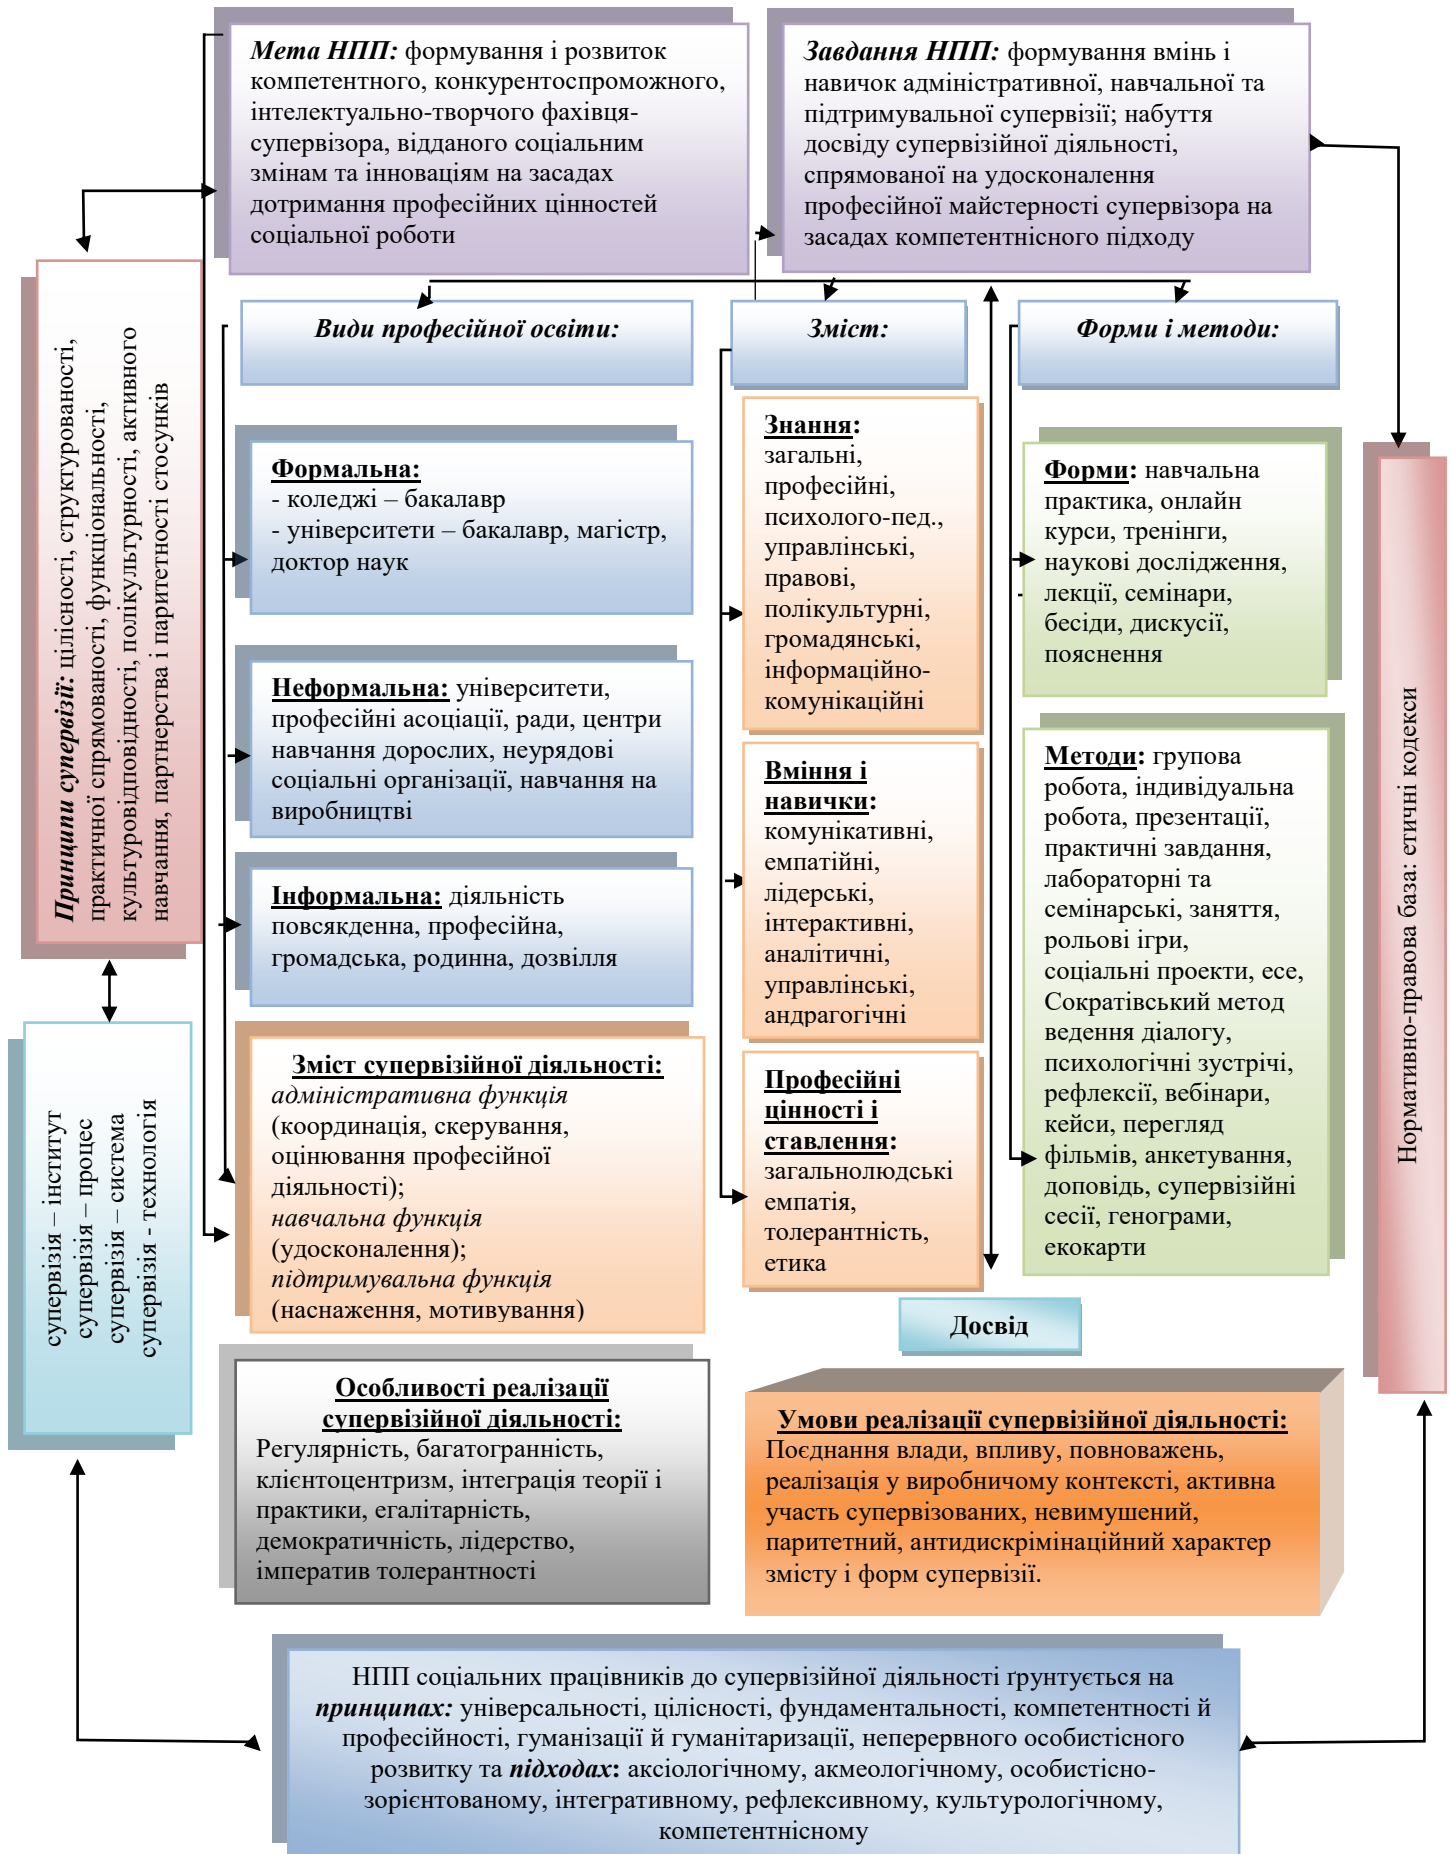 Мета НПП: формування і розвиток
компетентного, конкурентоспроможного,
інтелектуально-творчого фахівця-
супервізора, відданого соціальним
змінам та інноваціям на засадах
дотримання професійних цінностей
соціальної роботи
Завдання НПП: формування вмінь і
навичок адміністративної, навчальної та
підтримувальної супервізії; набуття
досвіду супервізійної діяльності,
спрямованої на удосконалення
професійної майстерності супервізора на
засадах компетентнісного підходу
Принципи супервізії: цілісності, структурованості,
практичної спрямованості, функціональності,
культуровідповідності, полікультурності, активного
навчання, партнерства і паритетності стосунків
супервізія – інститут
супервізія – процес
супервізія – система
супервізія - технологія
Види професійної освіти:
Формальна:
- коледжі – бакалавр
- університети – бакалавр, магістр,
доктор наук
Неформальна: університети,
професійні асоціації, ради, центри
навчання дорослих, неурядові
соціальні організації, навчання на
виробництві
Інформальна: діяльність
повсякденна, професійна,
громадська, родинна, дозвілля
Зміст супервізійної діяльності:
адміністративна функція
(координація, скерування,
оцінювання професійної
діяльності);
навчальна функція
(удосконалення);
підтримувальна функція
(наснаження, мотивування)
Зміст:
Знання:
загальні,
професійні,
психолого-пед.,
управлінські,
правові,
полікультурні,
громадянські,
інформаційно-
комунікаційні
Вміння і
навички:
комунікативні,
емпатійні,
лідерські,
інтерактивні,
аналітичні,
управлінські,
андрагогічні
Професійні
цінності і
ставлення:
загальнолюдські
емпатія,
толерантність,
етика
Форми і методи:
Форми: навчальна
практика, онлайн
курси, тренінги,
наукові дослідження,
лекції, семінари,
бесіди, дискусії,
пояснення
Методи: групова
робота, індивідуальна
робота, презентації,
практичні завдання,
лабораторні та
семінарські, заняття,
рольові ігри,
соціальні проекти, есе,
Сократівський метод
ведення діалогу,
психологічні зустрічі,
рефлексії, вебінари,
кейси, перегляд
фільмів, анкетування,
доповідь, супервізійні
сесії, генограми,
екокарти
Нормативно-правова база: етичні кодекси
Досвід
Особливості реалізації
супервізійної діяльності:
Регулярність, багатогранність,
клієнтоцентризм, інтеграція теорії і
практики, егалітарність,
демократичність, лідерство,
імператив толерантності
Умови реалізації супервізійної діяльності:
Поєднання влади, впливу, повноважень,
реалізація у виробничому контексті, активна
участь супервізованих, невимушений,
паритетний, антидискрімінаційний характер
змісту і форм супервізії.
НПП соціальних працівників до супервізійної діяльності ґрунтується на
принципах: універсальності, цілісності, фундаментальності, компетентності й
професійності, гуманізації й гуманітаризації, неперервного особистісного
розвитку та підходах: аксіологічному, акмеологічному, особистісно-
зорієнтованому, інтегративному, рефлексивному, культурологічному,
компетентнісному